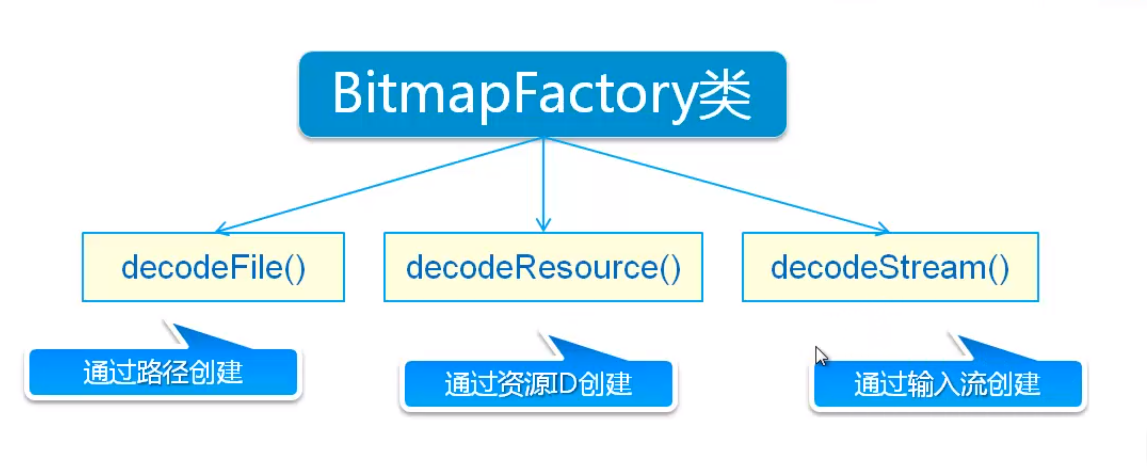 BitmapFactory类
decodeFile()
decodeResource()
decodeStream()
通过路径创建
通过资源ID创建
通过输入流创建